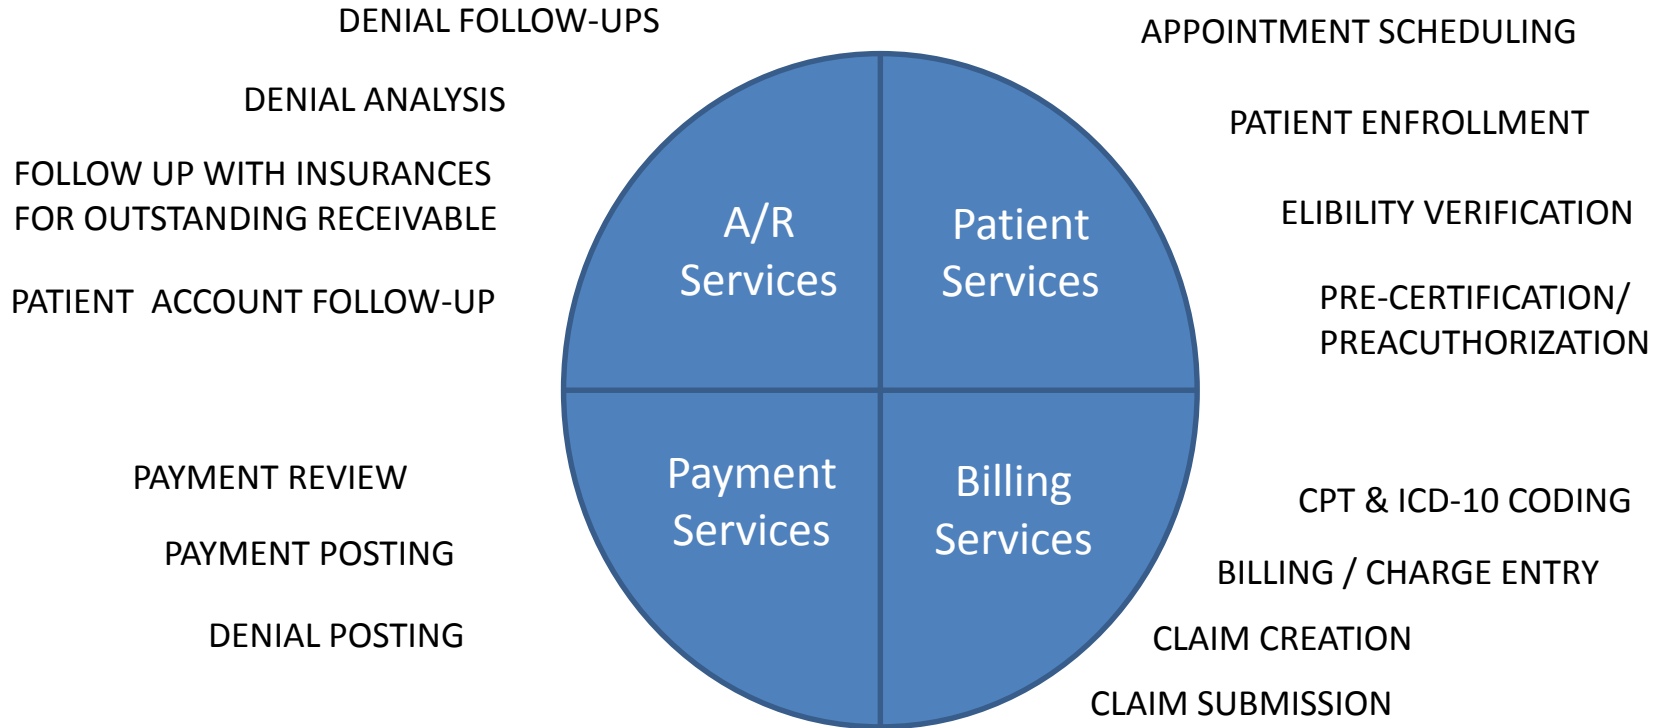 DENIAL FOLLOW-UPS
DENIAL ANALYSIS
FOLLOW UP WITH INSURANCES
FOR OUTSTANDING RECEIVABLE
PATIENT ACCOUNT FOLLOW-UP
A/R
Services
Patient
Services
APPOINTMENT SCHEDULING
PATIENT ENFROLLMENT
ELIBILITY VERIFICATION
PRE-CERTIFICATION/
PREACUTHORIZATION
PAYMENT REVIEW
PAYMENT POSTING
DENIAL POSTING
Payment
Services
Billing
Services
CPT & ICD-10 CODING
BILLING / CHARGE ENTRY
CLAIM CREATION
CLAIM SUBMISSION